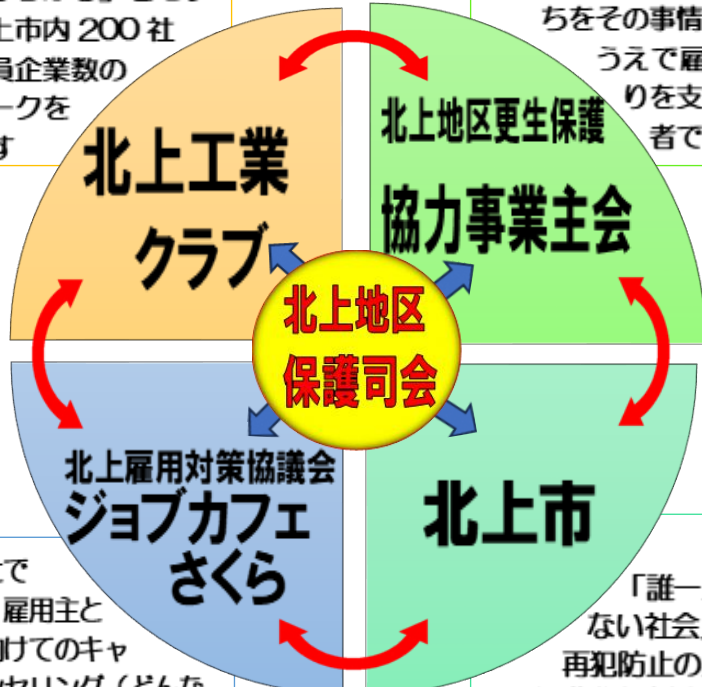 上市内 200 社
員企業数の
ークを
す
ちをその事情
うえで雇
りを支
者で
北上工業
クラブ
北上地区更生保護
協力事業主会
北上地区
保護司会
北上雇用対策協議会
ジョブカフェ
さくら
北上市
で
雇用主と
けてのキャ
「誰一
ない社会
再犯防止の